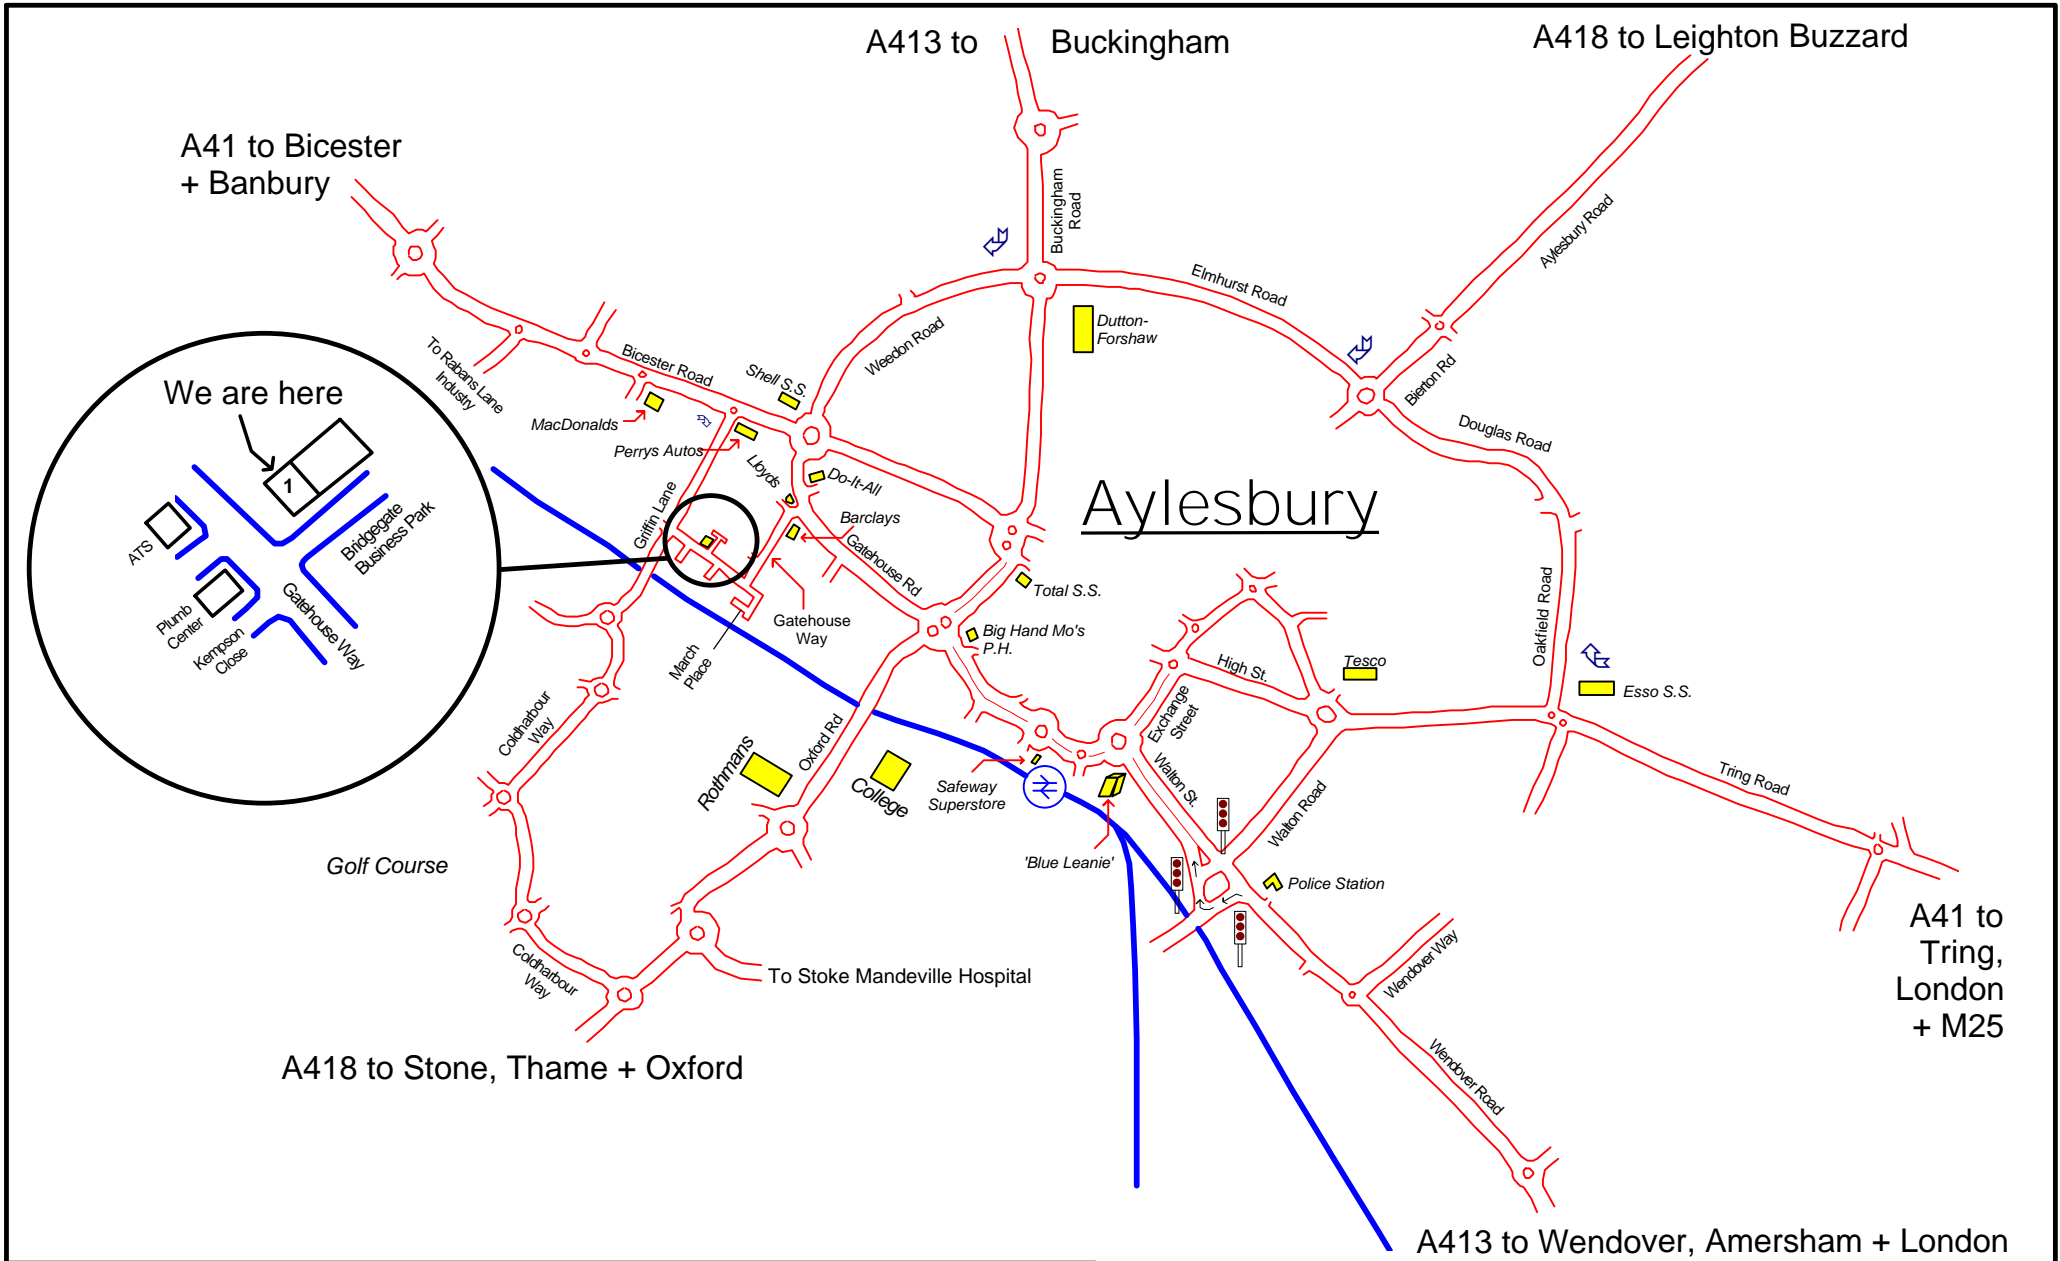 A413 to Buckingham
A418 to Leighton Buzzard
A41 to Bicester
+ Banbury
Buckingham
Road
Aylesbury Road
Elmhurst Road
Dutton-
Forshaw
Weedon Road
Bierton Rd
Douglas Road
To Rabans Lane
Industry
Bicester Road
Shell S.S.
MacDonalds
Perrys Autos
Lloyds
Do-It-All
Barclays
Griffin Lane
Gatehouse Rd
Aylesbury
We are here
1
ATS
Bridgegate
Business Park
Plumb
Center
Kempson
Close
Gatehouse Way
Total S.S.
Gatehouse
Way
Big Hand Mo's
P.H.
March
Place
High St.
Tesco
Oakfield Road
Esso S.S.
Exchange
Street
Coldharbour
Way
Oxford Rd
Rothmans
College
Safeway
Superstore
Walton St.
Walton Road
Tring Road
'Blue Leanie'
Police Station
Golf Course
Coldharbour
Way
To Stoke Mandeville Hospital
Wendover Way
A41 to
Tring,
London
+ M25
Wendover Road
A418 to Stone, Thame + Oxford
A413 to Wendover, Amersham + London